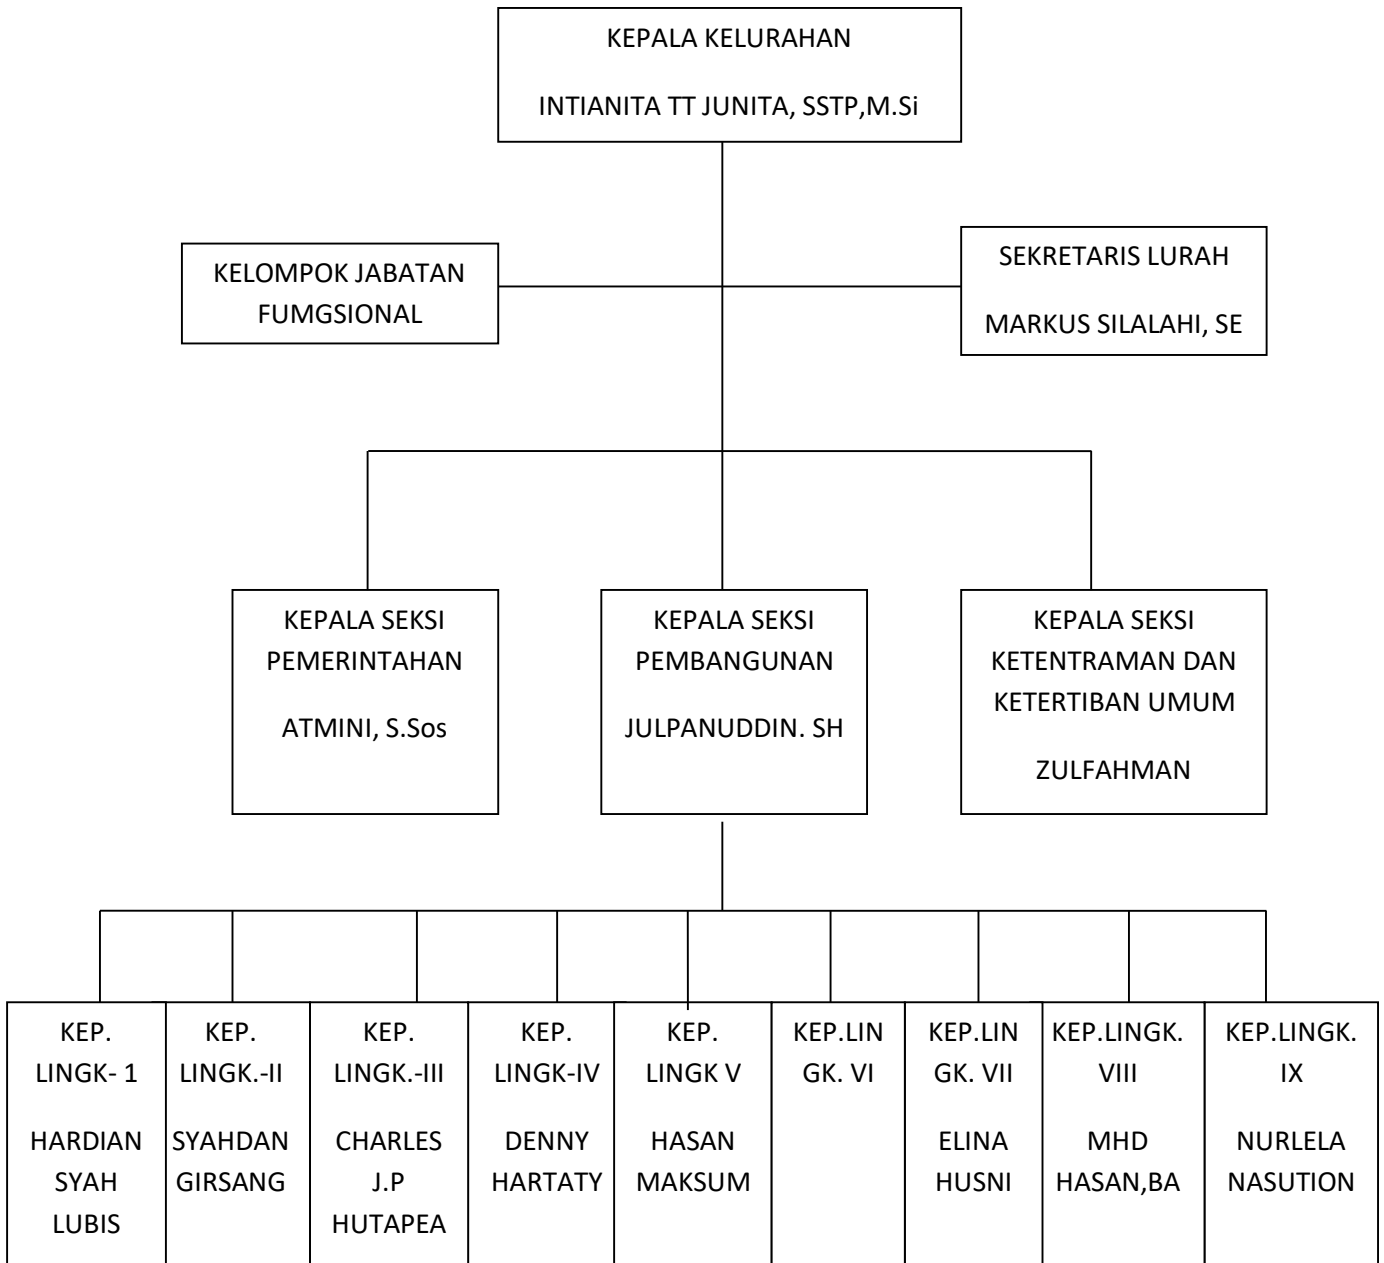 KEPALA KELURAHAN
INTIANITA TT JUNITA, SSTP,M.Si
KELOMPOK JABATAN
FUMGSIONAL
SEKRETARIS LURAH
MARKUS SILALAHI, SE
KEPALA SEKSI
PEMERINTAHAN
ATMINI, S.Sos
KEPALA SEKSI
PEMBANGUNAN
JULPANUDDIN. SH
KEPALA SEKSI
KETENTRAMAN DAN
KETERTIBAN UMUM
ZULFAHMAN
KEP.
LINGK- 1
HARDIAN
SYAH
LUBIS
KEP.
LINGK.-II
SYAHDAN
GIRSANG
KEP.
LINGK.-III
CHARLES
J.P
HUTAPEA
KEP.
LINGK-IV
DENNY
HARTATY
KEP.
LINGK V
HASAN
MAKSUM
KEP.LIN
GK. VI
KEP.LIN
GK. VII
ELINA
HUSNI
KEP.LINGK.
VIII
MHD
HASAN,BA
KEP.LINGK.
IX
NURLELA
NASUTION